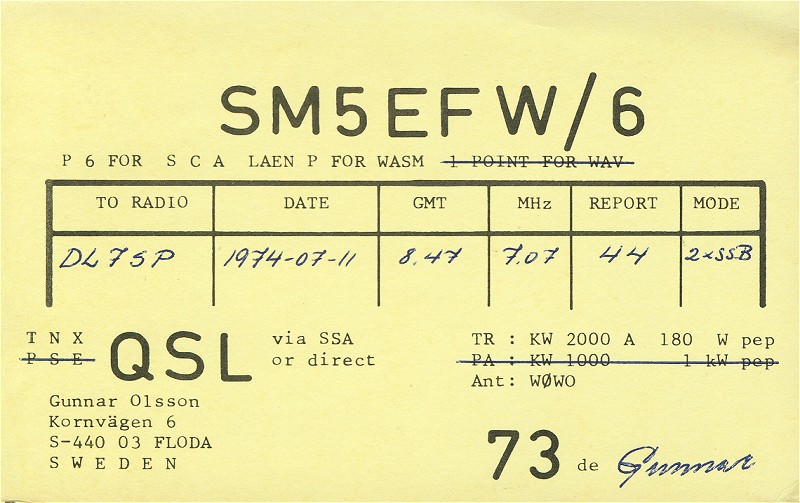 SM5EFW/6
P 6 FOR S C A LAEN P FOR WASM 1 POINT FOR WAV
TO RADIO DATE GMT MHz REPORT MODE
DL7SP 1974-07-11 8.47 7.07 44 2xSSB
TNX
PSE
QSL
via SSA
or direct
TR : KW 2000 A 180 W pep
PA : KW 1000 1 kW pep
Ant: WØWO
Gunnar Olsson
Kornvägen 6
S-440 03 FLODA
SWEDEN
73 de Gunnar